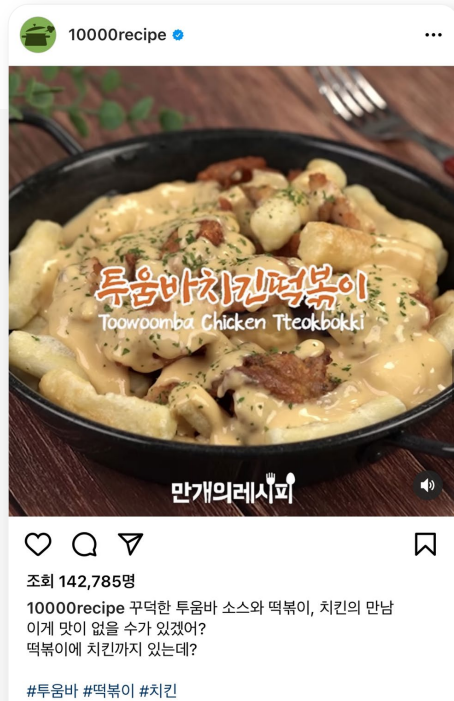 10000recipe
투움바치킨떡볶이
Toowoomba Chicken Tteokbokki
만개의레시피
조회 142,785명
10000recipe 꾸덕한 투움바 소스와 떡볶이, 치킨의 만남
이게 맛이 없을 수가 있겠어?
떡볶이에 치킨까지 있는데?
#투움바 #떡볶이 #치킨